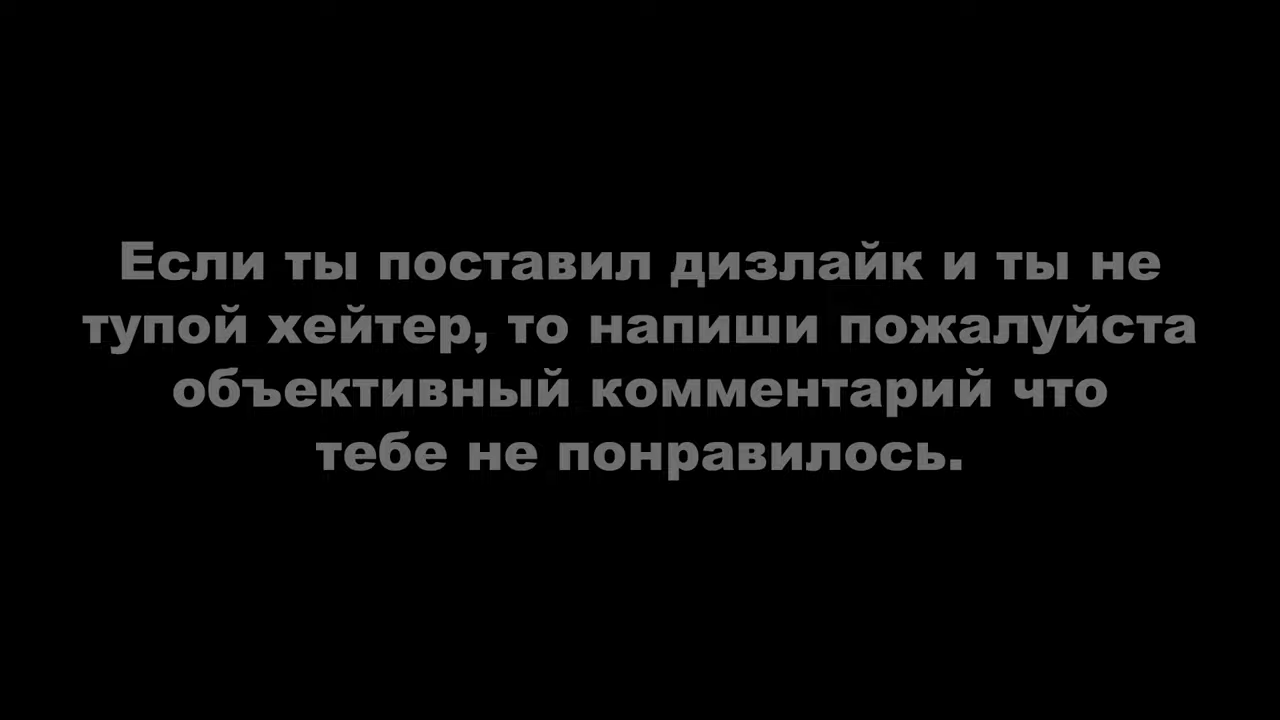 Если ты поставил дизлайк и ты не
тупой хейтер, то напиши пожалуйста
объективный комментарий что
тебе не понравилось.